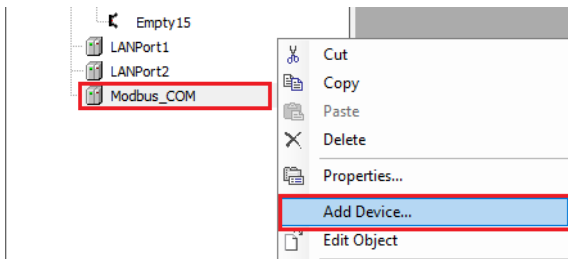 Empty15
LANPort1
LANPort2
Modbus_COM
Cut
Copy
Paste
Delete
Properties...
Add Device...
Edit Object